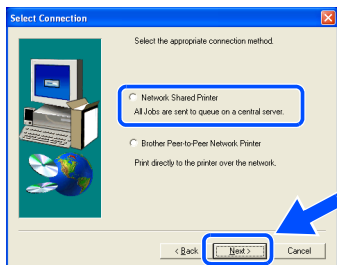 Select Connection
Select the appropriate connection method.
Network Shared Printer
All Jobs are sent to queue on a central server.
Brother Peer-to-Peer Network Printer
Print directly to the printer over the network.
< Back Next > Cancel